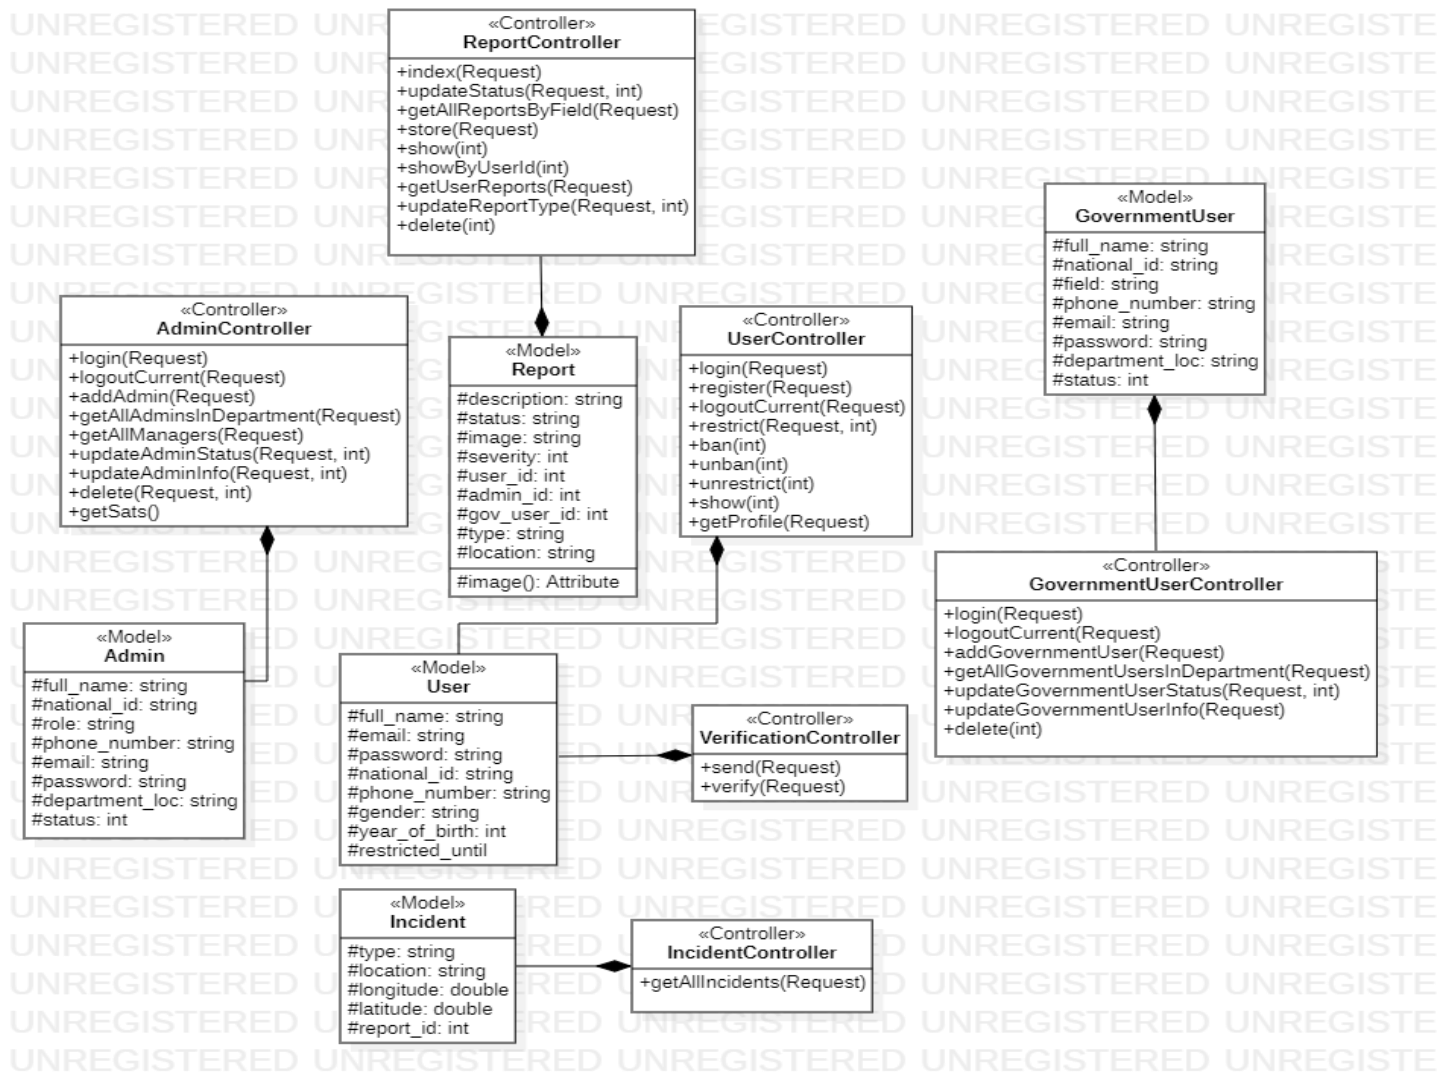 «Controller»
ReportController
+index(Request)
+updateStatus(Request, int)
+getAllReportsByField(Request)
+store(Request)
+show(int)
+showByUserId(int)
+getUserReports(Request)
+updateReportType(Request, int)
+delete(int)
«Model»
GovernmentUser
#full_name: string
#national_id: string
#field: string
#phone_number: string
#email: string
#password: string
#department_loc: string
#status: int
«Controller»
AdminController
+login(Request)
+logoutCurrent(Request)
+addAdmin(Request)
+getAllAdminsInDepartment(Request)
+getAllManagers(Request)
+updateAdminStatus(Request, int)
+updateAdminInfo(Request, int)
+delete(Request, int)
+getSats()
«Model»
Report
#description: string
#status: string
#image: string
#severity: int
#user_id: int
#admin_id: int
#gov_user_id: int
#type: string
#location: string
#image(): Attribute
«Controller»
UserController
+login(Request)
+register(Request)
+logoutCurrent(Request)
+restrict(Request, int)
+ban(int)
+unban(int)
+unrestrict(int)
+show(int)
+getProfile(Request)
«Controller»
GovernmentUserController
+login(Request)
+logoutCurrent(Request)
+addGovernmentUser(Request)
+getAllGovernmentUsersInDepartment(Request)
+updateGovernmentUserStatus(Request, int)
+updateGovernmentUserInfo(Request)
+delete(int)
«Model»
Admin
#full_name: string
#national_id: string
#role: string
#phone_number: string
#email: string
#password: string
#department_loc: string
#status: int
«Model»
User
#full_name: string
#email: string
#password: string
#national_id: string
#phone_number: string
#gender: string
#year_of_birth: int
#restricted_until
«Controller»
VerificationController
+send(Request)
+verify(Request)
«Model»
Incident
#type: string
#location: string
#longitude: double
#latitude: double
#report_id: int
«Controller»
IncidentController
+getAllIncidents(Request)